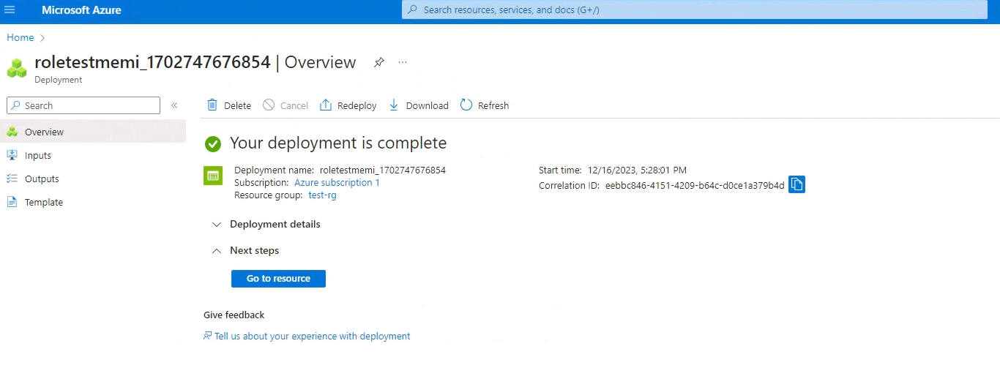 Microsoft Azure
Search resources, services, and docs (G+/)
Home
roletestmemi_1702747676854 | Overview
Deployment
Search
Delete
Cancel
Redeploy
Download
Refresh
Overview
Inputs
Outputs
Template
Your deployment is complete
Deployment name: roletestmemi_1702747676854
Subscription: Azure subscription 1
Resource group: test-rg
Start time: 12/16/2023, 5:28:01 PM
Correlation ID: eebbc846-4151-4209-b64c-d0ce1a379b4d
Deployment details
Next steps
Go to resource
Give feedback
Tell us about your experience with deployment